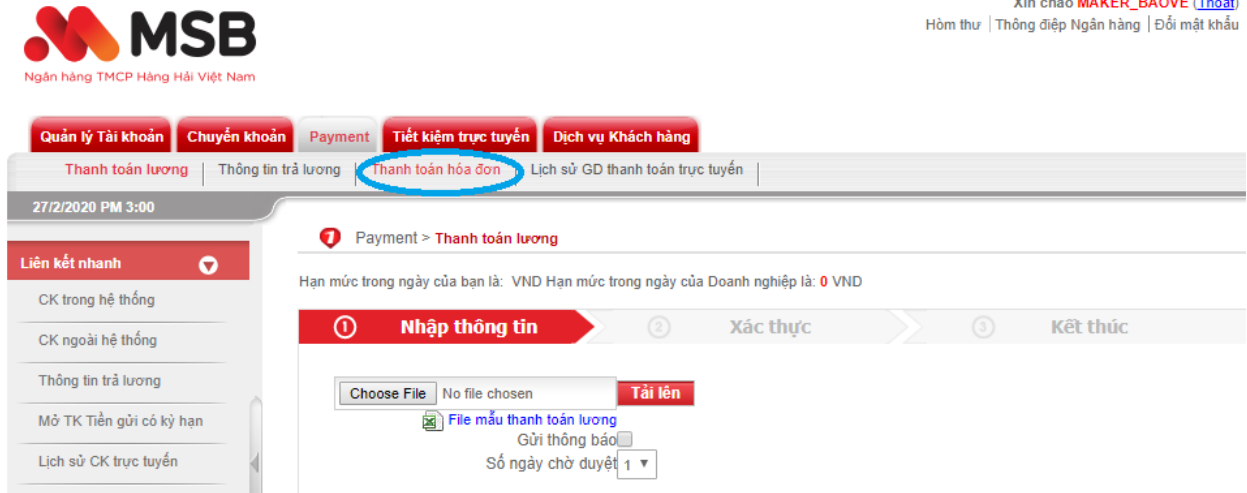 Xin chào MAKER_BAOVE (Thoát)
MSB
Hòm thư | Thông điệp Ngân hàng | Đổi mật khẩu
Ngân hàng TMCP Hàng Hải Việt Nam
Quản lý Tài khoản Chuyển khoản Payment Tiết kiệm trực tuyến Dịch vụ Khách hàng
Thanh toán lương | Thông tin trả lương | Thanh toán hóa đơn | Lịch sử GD thanh toán trực tuyến |
27/2/2020 PM 3:00
Payment > Thanh toán lương
Liên kết nhanh
Hạn mức trong ngày của bạn là: VND Hạn mức trong ngày của Doanh nghiệp là: 0 VND
CK trong hệ thống
1 Nhập thông tin 2 Xác thực 3 Kết thúc
CK ngoài hệ thống
Thông tin trả lương
Choose File No file chosen Tải lên
Mở TK Tiền gửi có kỳ hạn
File mẫu thanh toán lương
Gửi thông báo
Lịch sử CK trực tuyến
Số ngày chờ duyệt 1